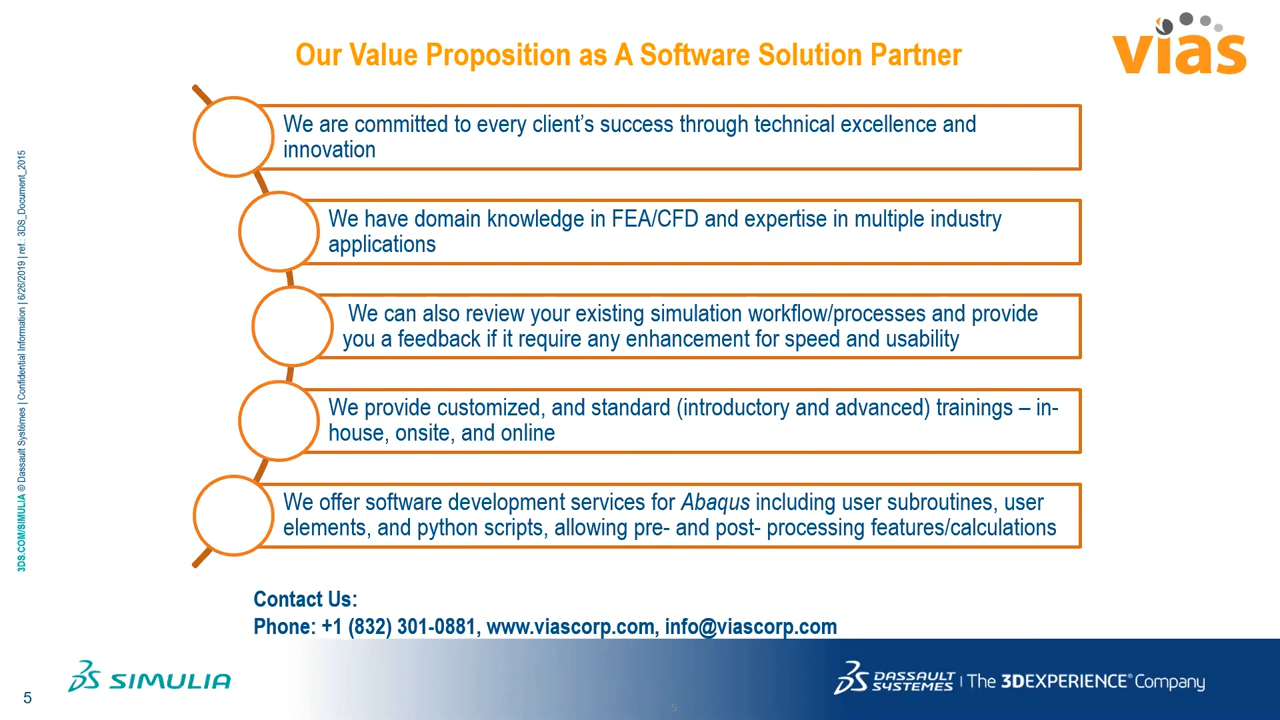 Our Value Proposition as A Software Solution Partner
vias
We are committed to every client’s success through technical excellence and
innovation
We have domain knowledge in FEA/CFD and expertise in multiple industry
applications
We can also review your existing simulation workflow/processes and provide
you a feedback if it require any enhancement for speed and usability
We provide customized, and standard (introductory and advanced) trainings – in-
house, onsite, and online
We offer software development services for Abaqus including user subroutines, user
elements, and python scripts, allowing pre- and post- processing features/calculations
Contact Us:
Phone: +1 (832) 301-0881, www.viascorp.com, info@viascorp.com
3DS.COM/SIMULIA © Dassault Systèmes | Confidential Information | 6/26/2019 | ref.: 3DS_Document_2015
5
SIMULIA
5
DASSAULT
SYSTEMES | The 3DEXPERIENCE® Company